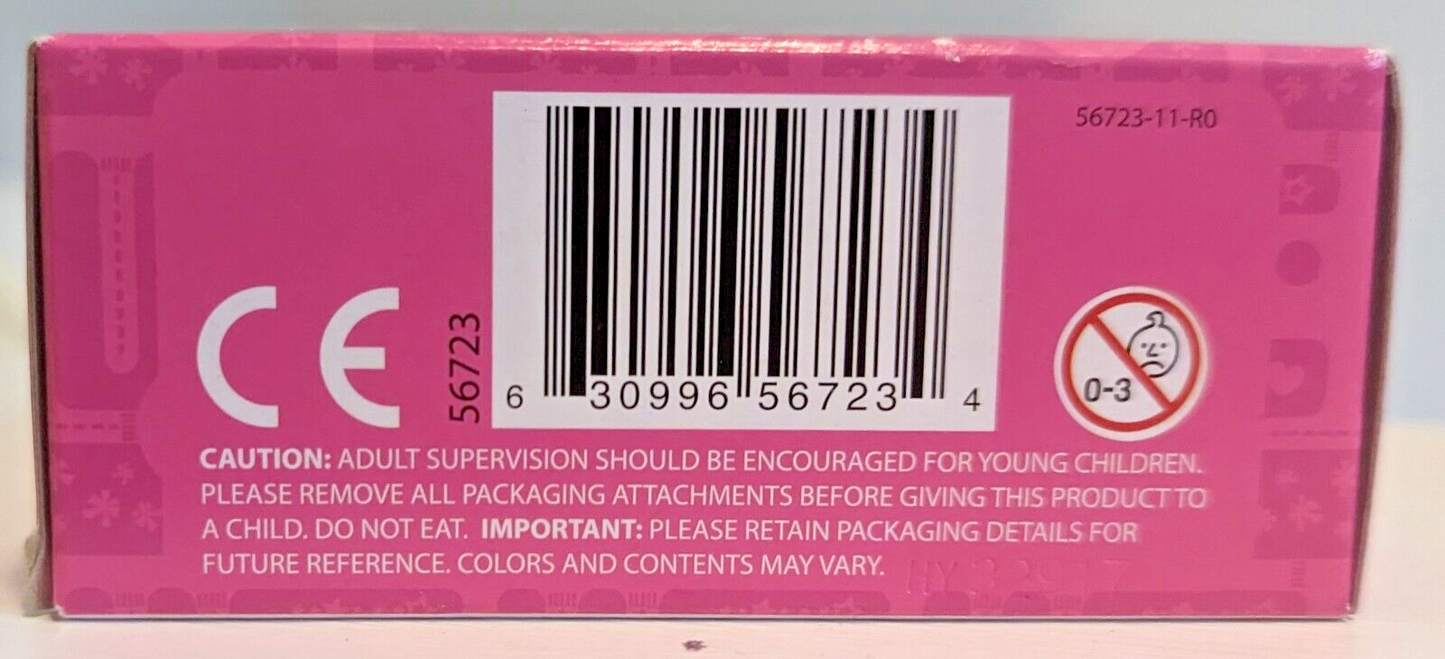 56723-11-R0
CE
56723
6 30996 56723 4
0-3
CAUTION: ADULT SUPERVISION SHOULD BE ENCOURAGED FOR YOUNG CHILDREN.
PLEASE REMOVE ALL PACKAGING ATTACHMENTS BEFORE GIVING THIS PRODUCT TO
A CHILD. DO NOT EAT. IMPORTANT: PLEASE RETAIN PACKAGING DETAILS FOR
FUTURE REFERENCE. COLORS AND CONTENTS MAY VARY.